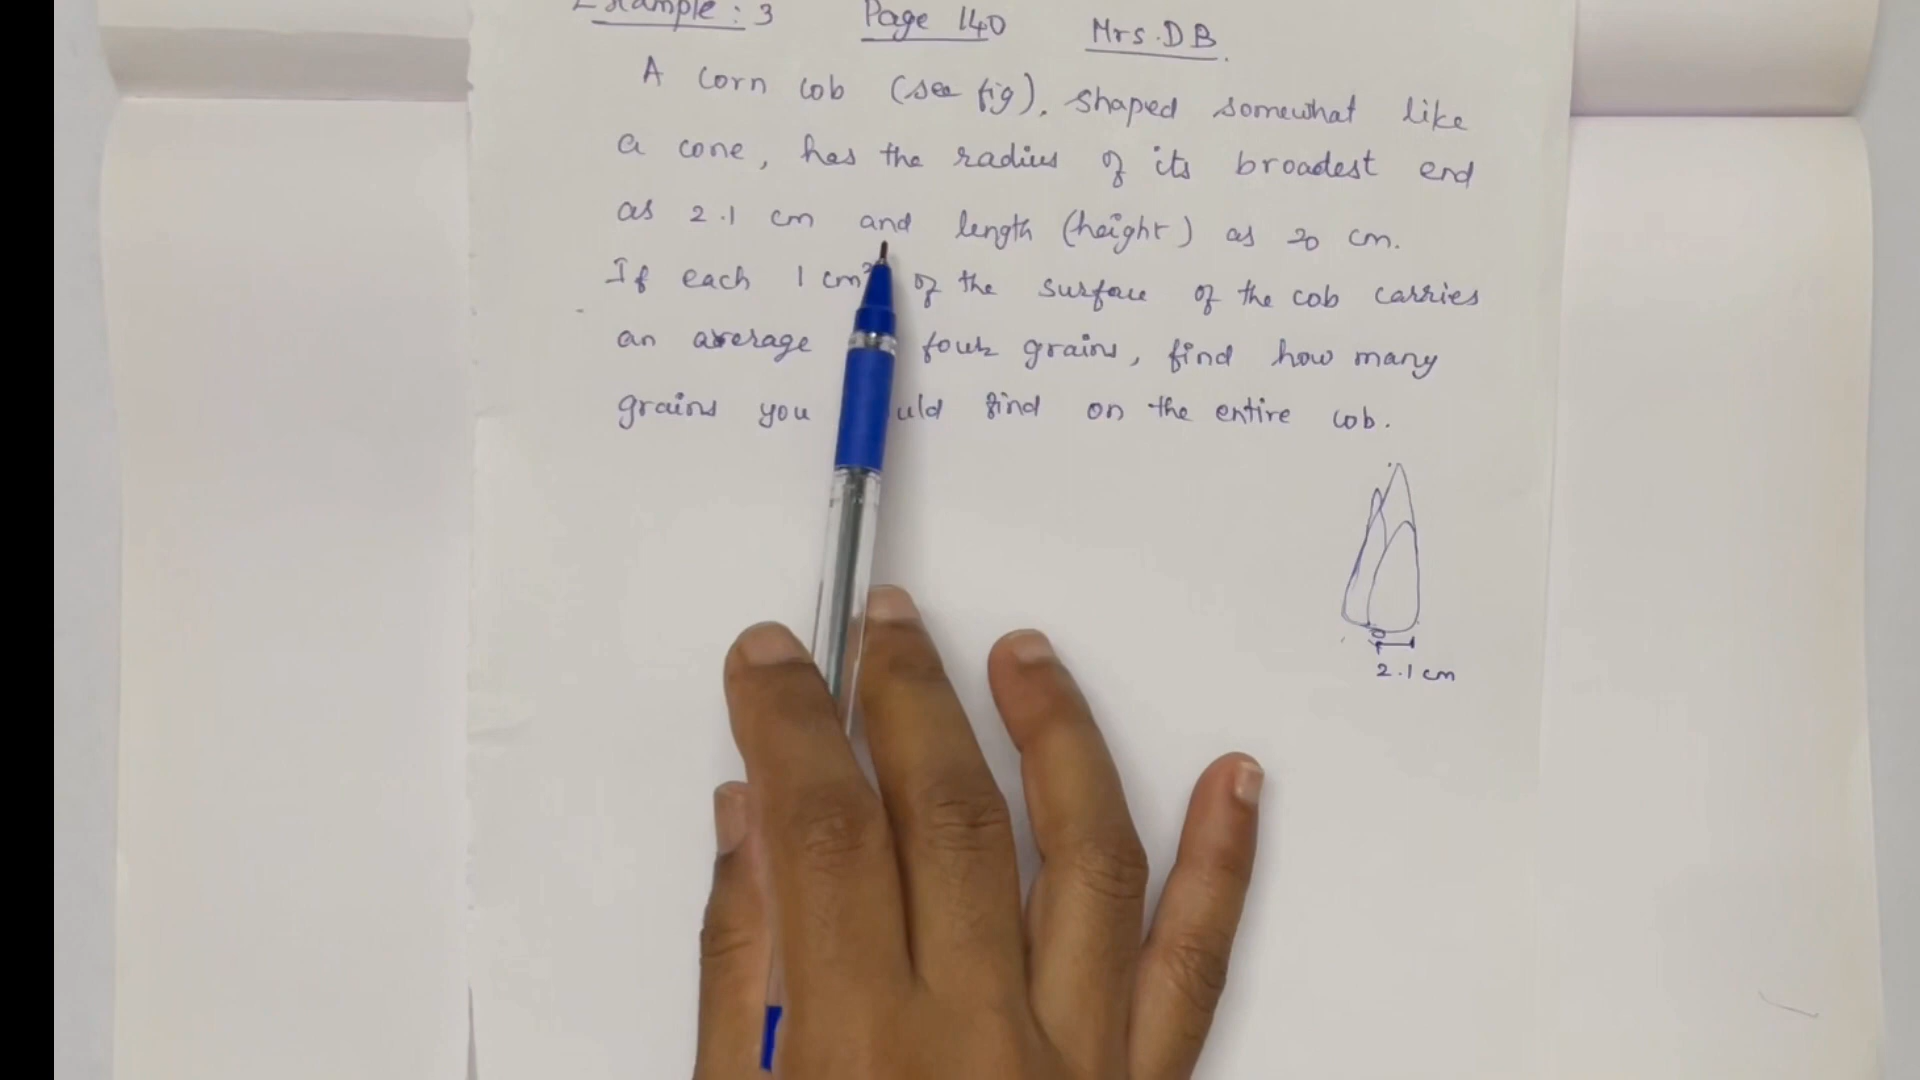 Example : 3 Page 140 Mrs.DB.
A corn cob (see fig), shaped somewhat like
a cone, has the radius of its broadest end
as 2.1 cm and length (height) as 20 cm.
If each 1 cm² of the surface of the cob carries
an average four grains, find how many
grains you uld find on the entire cob.
2.1 cm